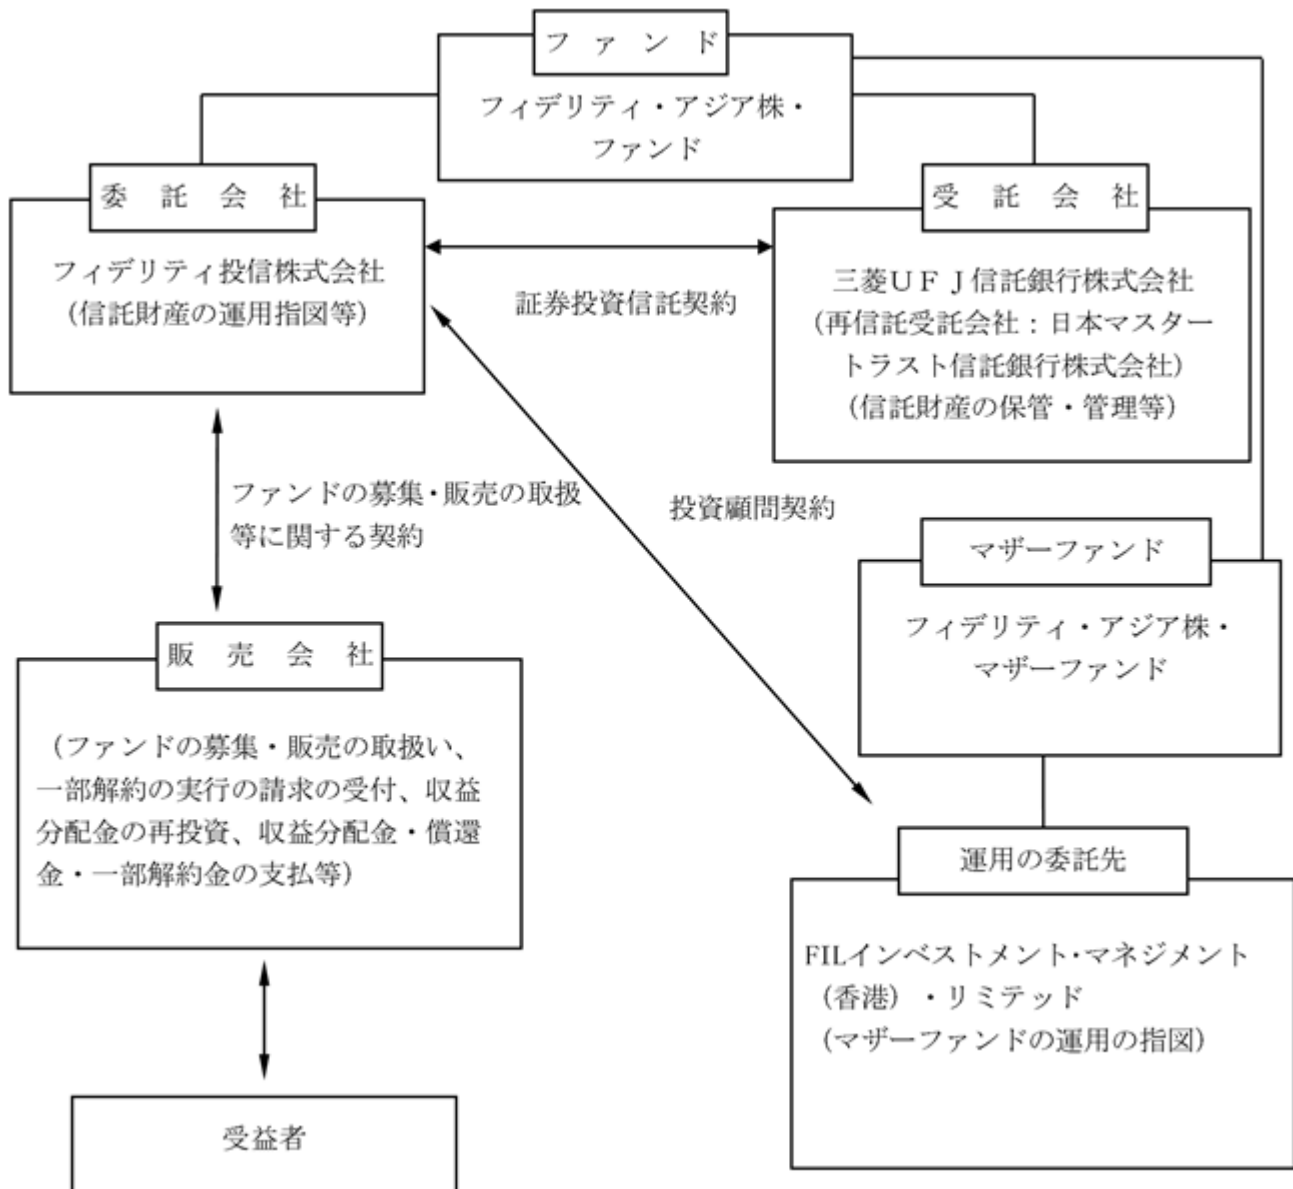 ファンド
フィデリティ・アジア株・
ファンド
委託会社
フィデリティ投信株式会社
(信託財産の運用指図等)
証券投資信託契約
受託会社
三菱ＵＦＪ信託銀行株式会社
(再信託受託会社：日本マスター
トラスト信託銀行株式会社)
(信託財産の保管・管理等)
ファンドの募集・販売の取扱
等に関する契約
投資顧問契約
マザーファンド
フィデリティ・アジア株・
マザーファンド
販売会社
(ファンドの募集・販売の取扱い、
一部解約の実行の請求の受付、収益
分配金の再投資、収益分配金・償還
金・一部解約金の支払等)
運用の委託先
FILインベストメント・マネジメント
(香港)・リミテッド
(マザーファンドの運用の指図)
受益者